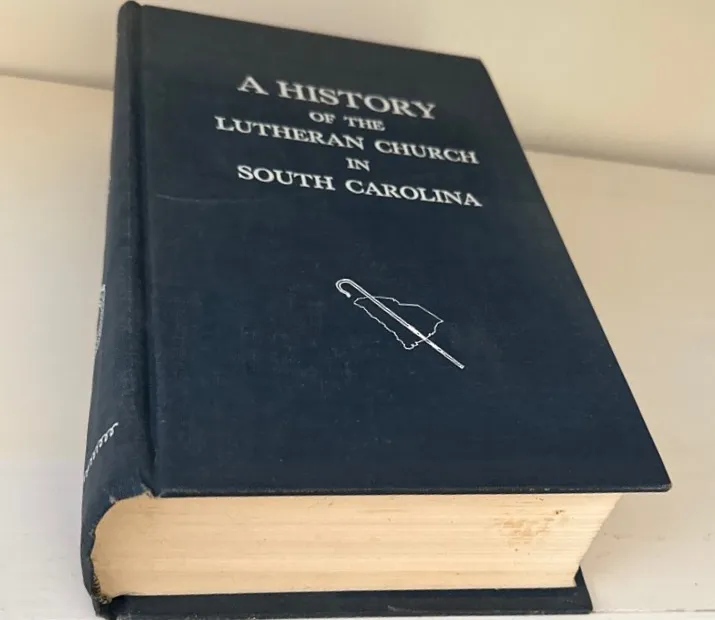 A HISTORY
OF THE
LUTHERAN CHURCH
IN
SOUTH CAROLINA